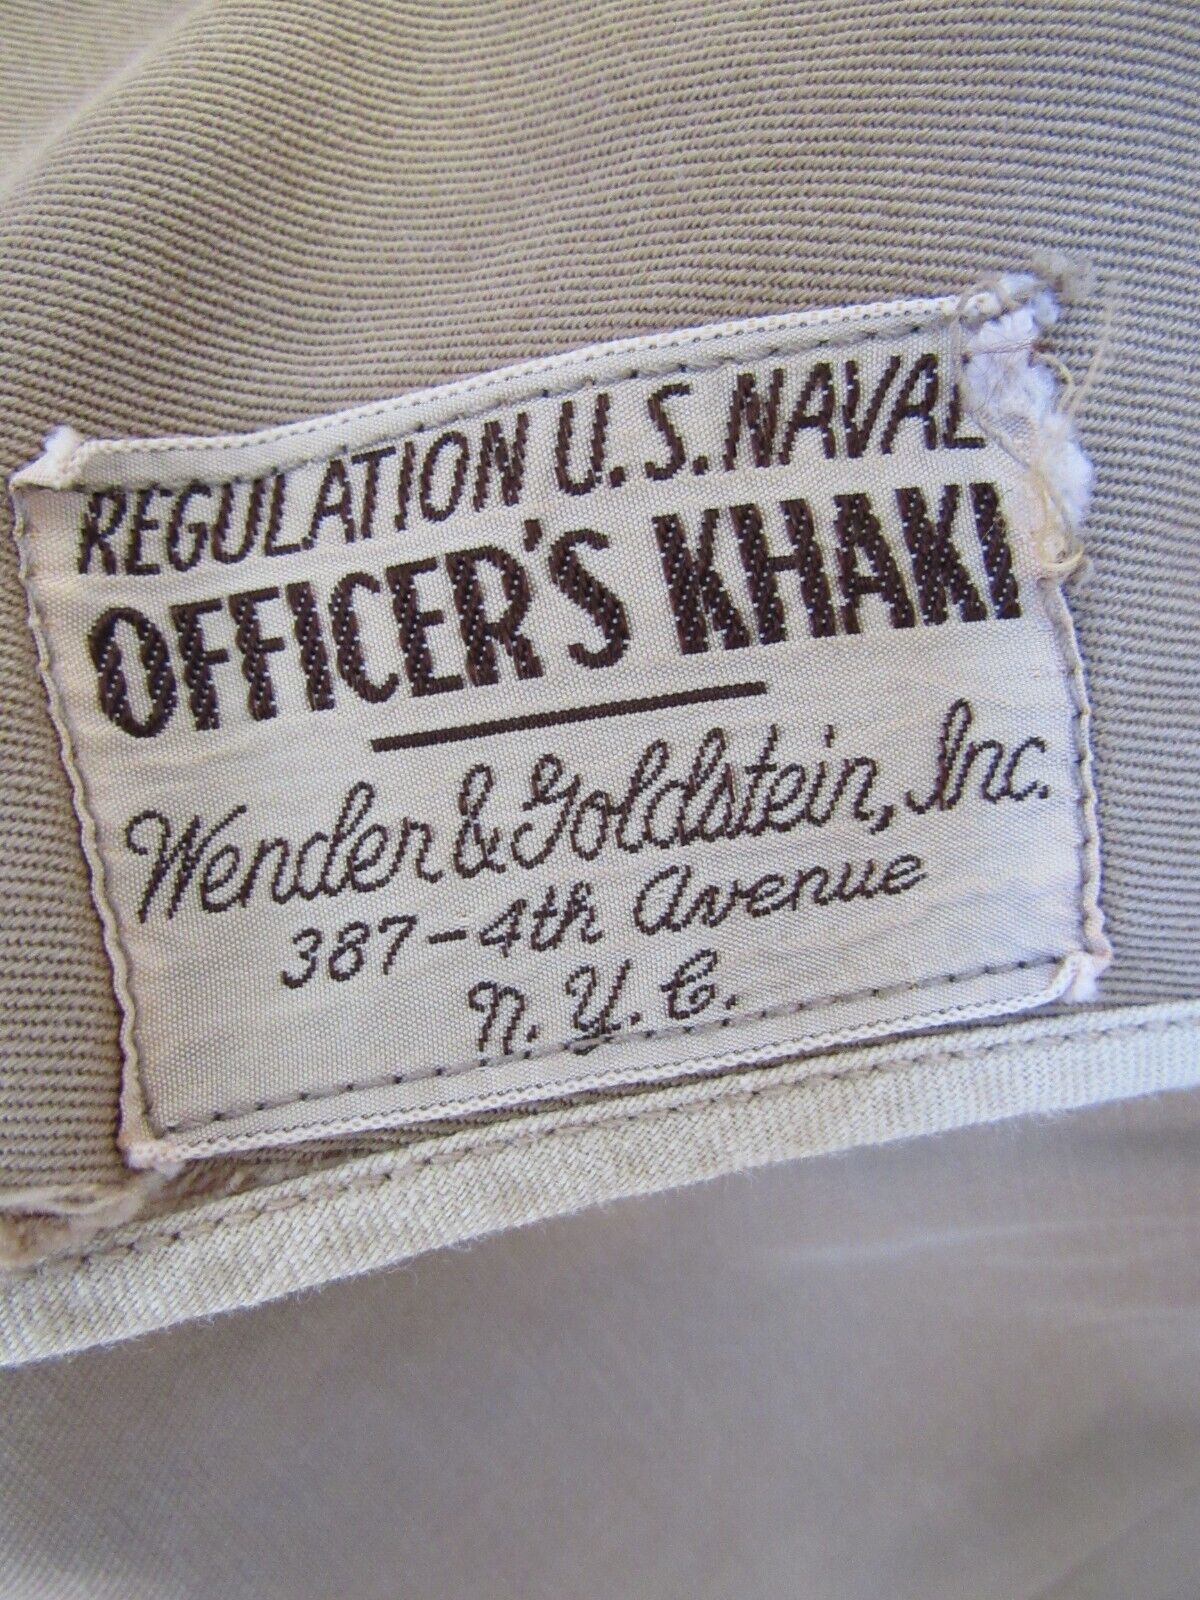 REGULATION U.S. NAVAL
OFFICER'S KHAKI
Wender & Goldstein, Inc.
387-4th Avenue
N.Y.C.